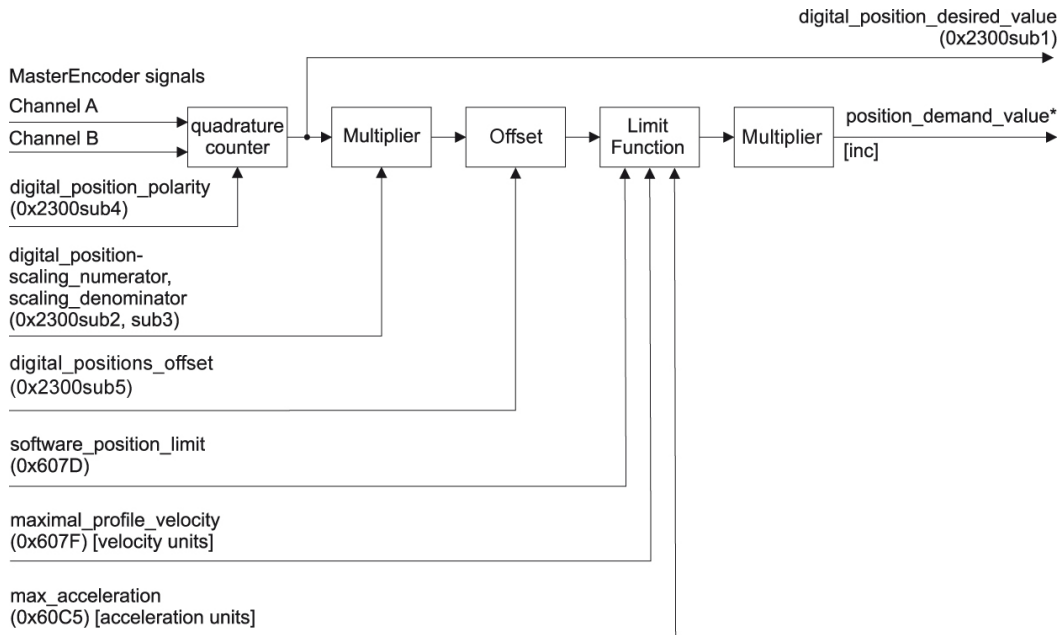 digital_position_desired_value
(0x2300sub1)
MasterEncoder signals
Channel A
Channel B
quadrature
counter
Multiplier
Offset
Limit
Function
Multiplier
position_demand_value*
[inc]
digital_position_polarity
(0x2300sub4)
digital_position-
scaling_numerator,
scaling_denominator
(0x2300sub2, sub3)
digital_positions_offset
(0x2300sub5)
software_position_limit
(0x607D)
maximal_profile_velocity
(0x607F) [velocity units]
max_acceleration
(0x60C5) [acceleration units]